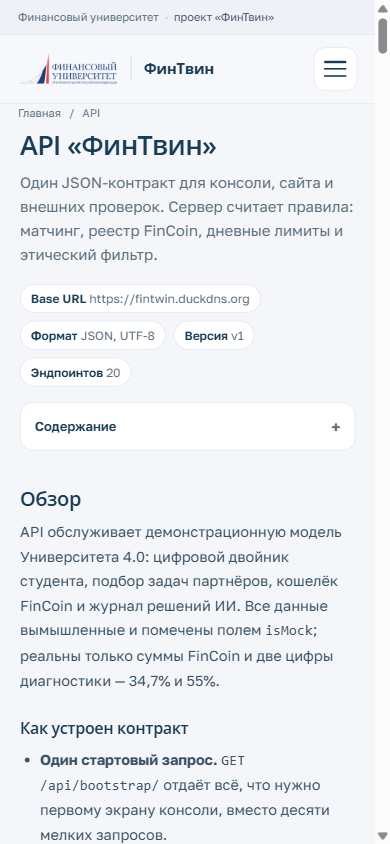 Финансовый университет · проект «ФинТвин»
ФИНАНСОВЫЙ
УНИВЕРСИТЕТ
ФинТвин
Главная / API
API «ФинТвин»
Один JSON-контракт для консоли, сайта и
внешних проверок. Сервер считает правила:
матчинг, реестр FinCoin, дневные лимиты и
этический фильтр.
Base URL https://fintwin.duckdns.org
Формат JSON, UTF-8 Версия v1
Эндпоинтов 20
Содержание +
Обзор
API обслуживает демонстрационную модель
Университета 4.0: цифровой двойник
студента, подбор задач партнёров, кошелёк
FinCoin и журнал решений ИИ. Все данные
вымышленные и помечены полем isMock;
реальны только суммы FinCoin и две цифры
диагностики — 34,7% и 55%.
Как устроен контракт
• Один стартовый запрос. GET
/api/bootstrap/ отдаёт всё, что нужно
первому экрану консоли, вместо десяти
мелких запросов.